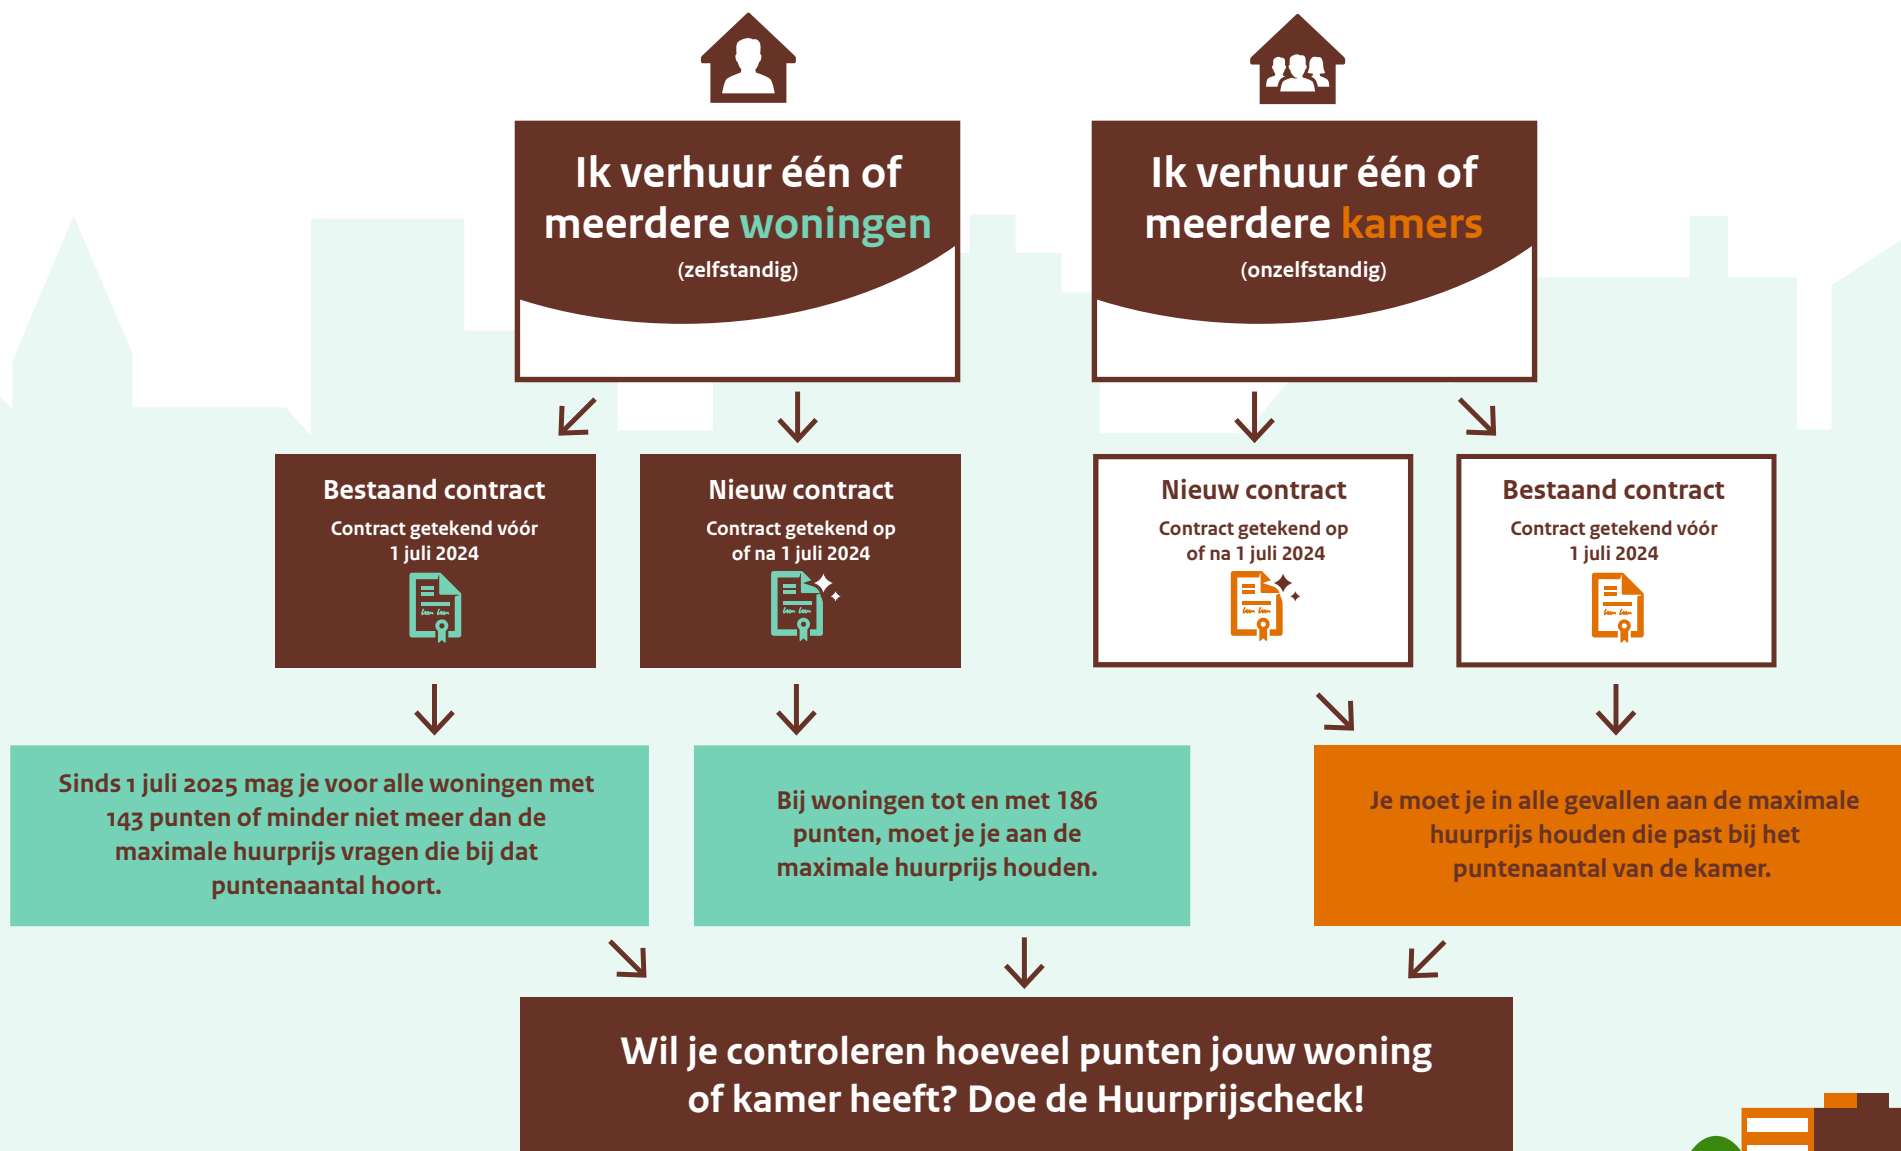 Ik verhuur één of
meerdere woningen
(zelfstandig)
Ik verhuur één of
meerdere kamers
(onzelfstandig)
Bestaand contract
Contract getekend vóór
1 juli 2024
Nieuw contract
Contract getekend op
of na 1 juli 2024
Nieuw contract
Contract getekend op
of na 1 juli 2024
Bestaand contract
Contract getekend vóór
1 juli 2024
Sinds 1 juli 2025 mag je voor alle woningen met
143 punten of minder niet meer dan de
maximale huurprijs vragen die bij dat
puntenaantal hoort.
Bij woningen tot en met 186
punten, moet je je aan de
maximale huurprijs houden.
Je moet je in alle gevallen aan de maximale
huurprijs houden die past bij het
puntenaantal van de kamer.
Wil je controleren hoeveel punten jouw woning
of kamer heeft? Doe de Huurprijscheck!